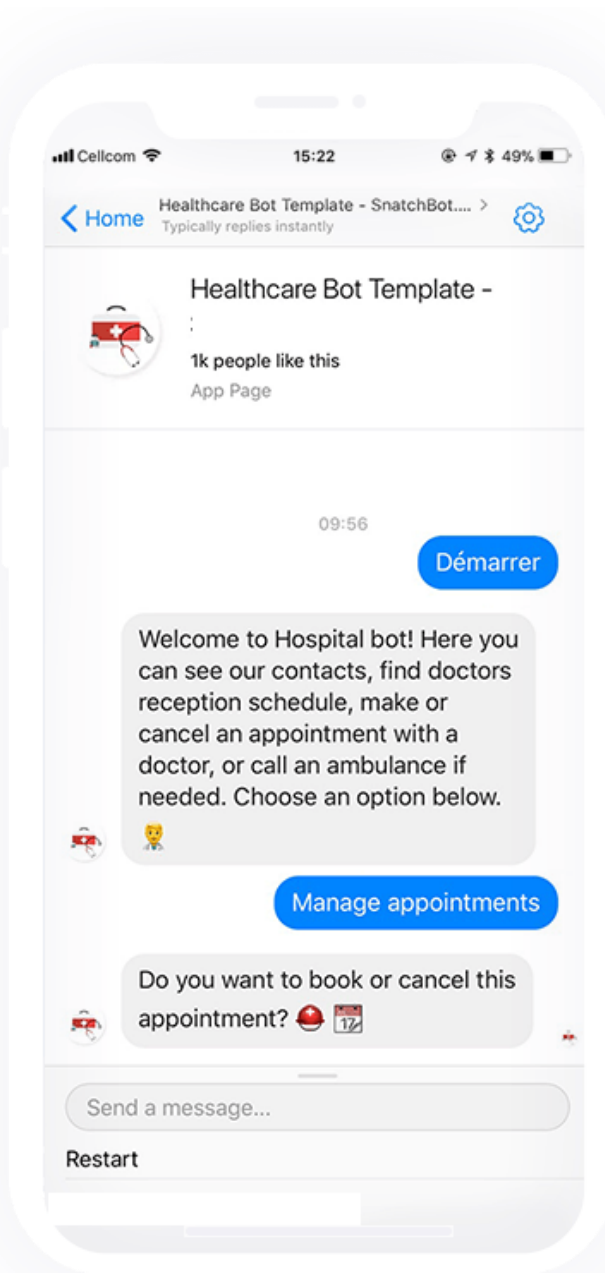 Cellcom 15:22 49%
Home Healthcare Bot Template - SnatchBot.... >
Typically replies instantly
Healthcare Bot Template -
:
1k people like this
App Page
09:56
Démarrer
Welcome to Hospital bot! Here you
can see our contacts, find doctors
reception schedule, make or
cancel an appointment with a
doctor, or call an ambulance if
needed. Choose an option below.
Manage appointments
Do you want to book or cancel this
appointment?
17
Send a message...
Restart